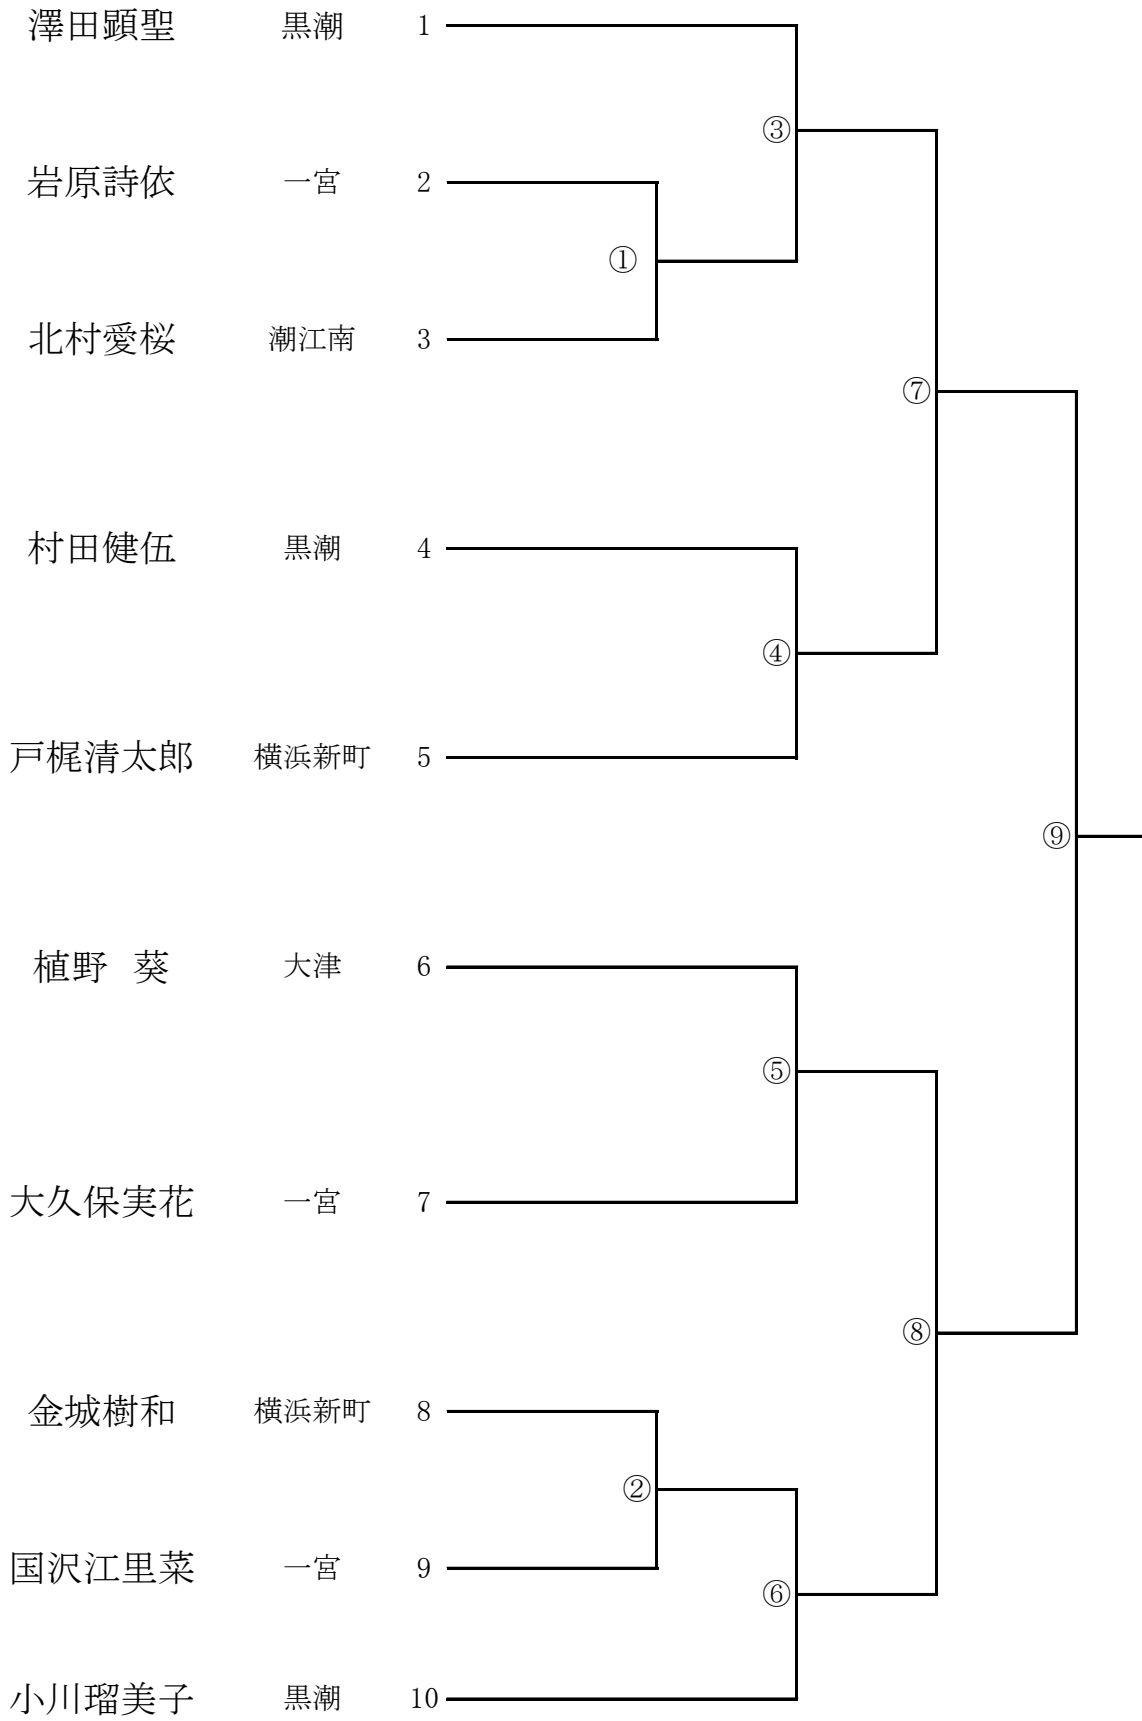 澤田顕聖 黒潮 1
③
岩原詩依 一宮 2
①
北村愛桜 潮江南 3
⑦
村田健伍 黒潮 4
④
戸梶清太郎 横浜新町 5
⑨
植野 葵 大津 6
⑤
大久保実花 一宮 7
⑧
金城樹和 横浜新町 8
②
国沢江里菜 一宮 9
⑥
小川瑠美子 黒潮 10